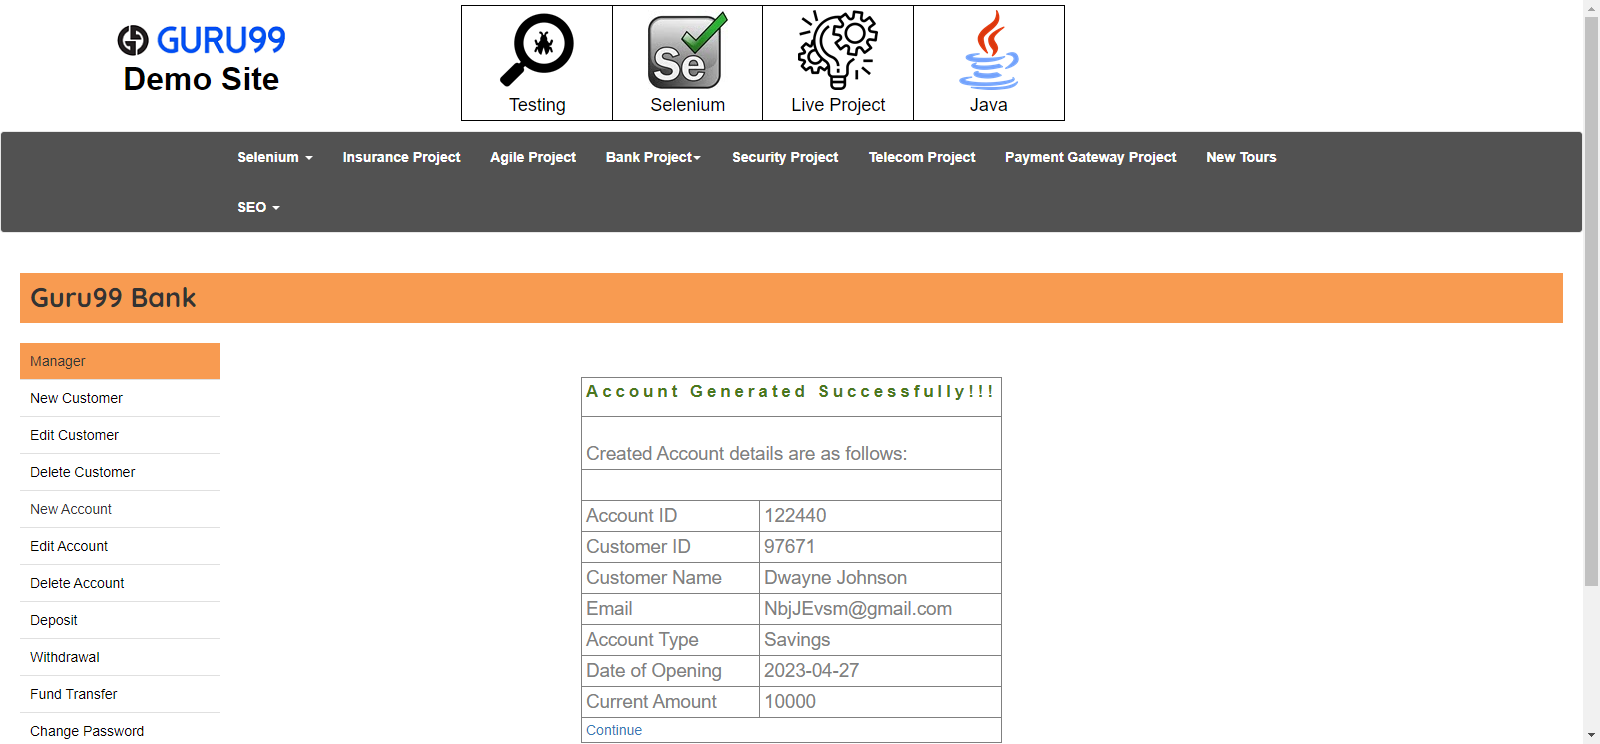 GURU99
Demo Site
Testing
Selenium
Live Project
Java
Selenium
Insurance Project
Agile Project
Bank Project
Security Project
Telecom Project
Payment Gateway Project
New Tours
SEO
Guru99 Bank
Manager
New Customer
Edit Customer
Delete Customer
New Account
Edit Account
Delete Account
Deposit
Withdrawal
Fund Transfer
Change Password
Account Generated Successfully!!!
Created Account details are as follows:
Account ID 122440
Customer ID 97671
Customer Name Dwayne Johnson
Email NbjJEvsm@gmail.com
Account Type Savings
Date of Opening 2023-04-27
Current Amount 10000
Continue